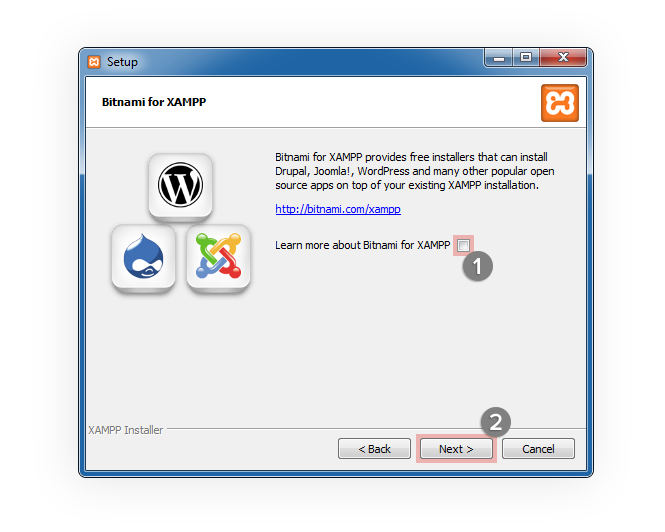 Setup
Bitnami for XAMPP
Bitnami for XAMPP provides free installers that can install
Drupal, Joomla!, WordPress and many other popular open
source apps on top of your existing XAMPP installation.
http://bitnami.com/xampp
Learn more about Bitnami for XAMPP
1
2
XAMPP Installer
< Back
Next >
Cancel